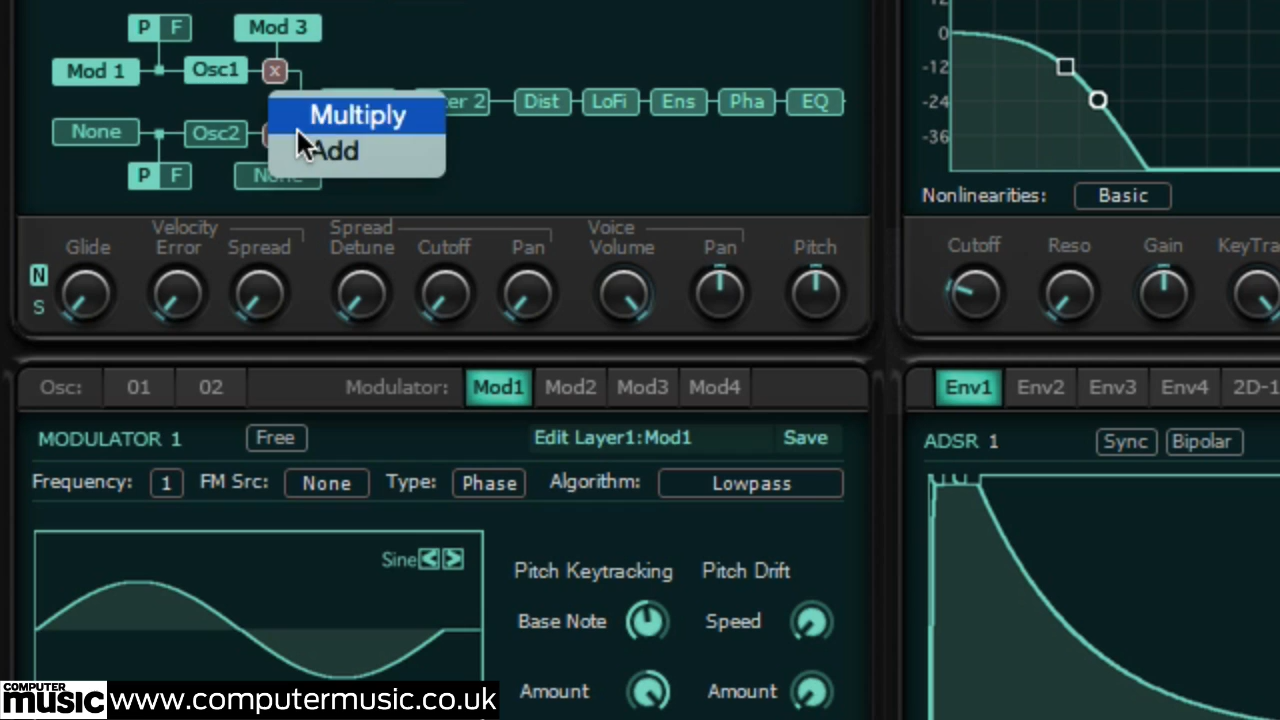 P F
Mod 3
Mod 1
Osc1
x
Multiply
Add
er 2
Dist
LoFi
Ens
Pha
EQ
None
Osc2
P F
12
0
-12
-24
-36
Nonlinearities: Basic
Glide
Velocity
Error
Spread
Spread
Detune
Cutoff
Pan
Voice
Volume
Pan
Pitch
N
S
Cutoff
Reso
Gain
KeyTra
Osc: 01 02 Modulator: Mod1 Mod2 Mod3 Mod4
Env1 Env2 Env3 Env4 2D-1
MODULATOR 1 Free Edit Layer1:Mod1 Save
ADSR 1 Sync Bipolar
Frequency: 1 FM Src: None Type: Phase Algorithm: Lowpass
Sine
Pitch Keytracking
Pitch Drift
Base Note
Speed
Amount
Amount
COMPUTER
music www.computermusic.co.uk